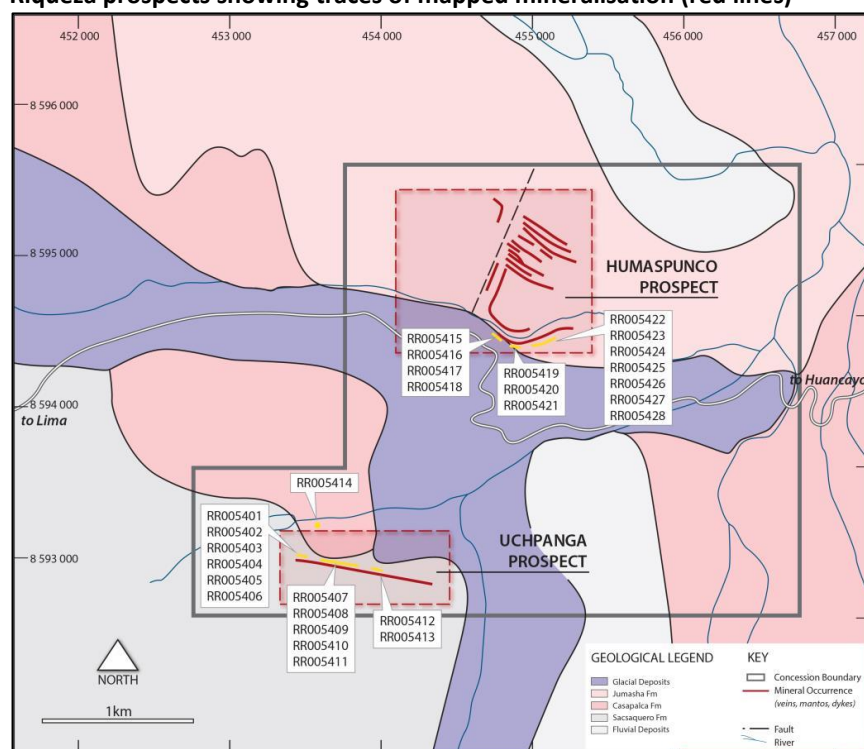 Riqueza prospects showing traces of mapped mineralisation (red lines)
452 000
453 000
454 000
455 000
456 000
457 000
8 596 000
8 595 000
HUMASPUNCO
PROSPECT
RR005415
RR005416
RR005417
RR005418
RR005419
RR005420
RR005421
RR005422
RR005423
RR005424
RR005425
RR005426
RR005427
RR005428
8 594 000
to Lima
to Huancayo
RR005414
RR005401
RR005402
RR005403
RR005404
RR005405
RR005406
8 593 000
UCHPANGA
PROSPECT
RR005407
RR005408
RR005409
RR005410
RR005411
RR005412
RR005413
NORTH
1km
GEOLOGICAL LEGEND
Glacial Deposits
Jumasha Fm
Casapalca Fm
Sacsaquero Fm
Fluvial Deposits
KEY
Concession Boundary
Mineral Occurrence
(veins, mantos, dykes)
Fault
River